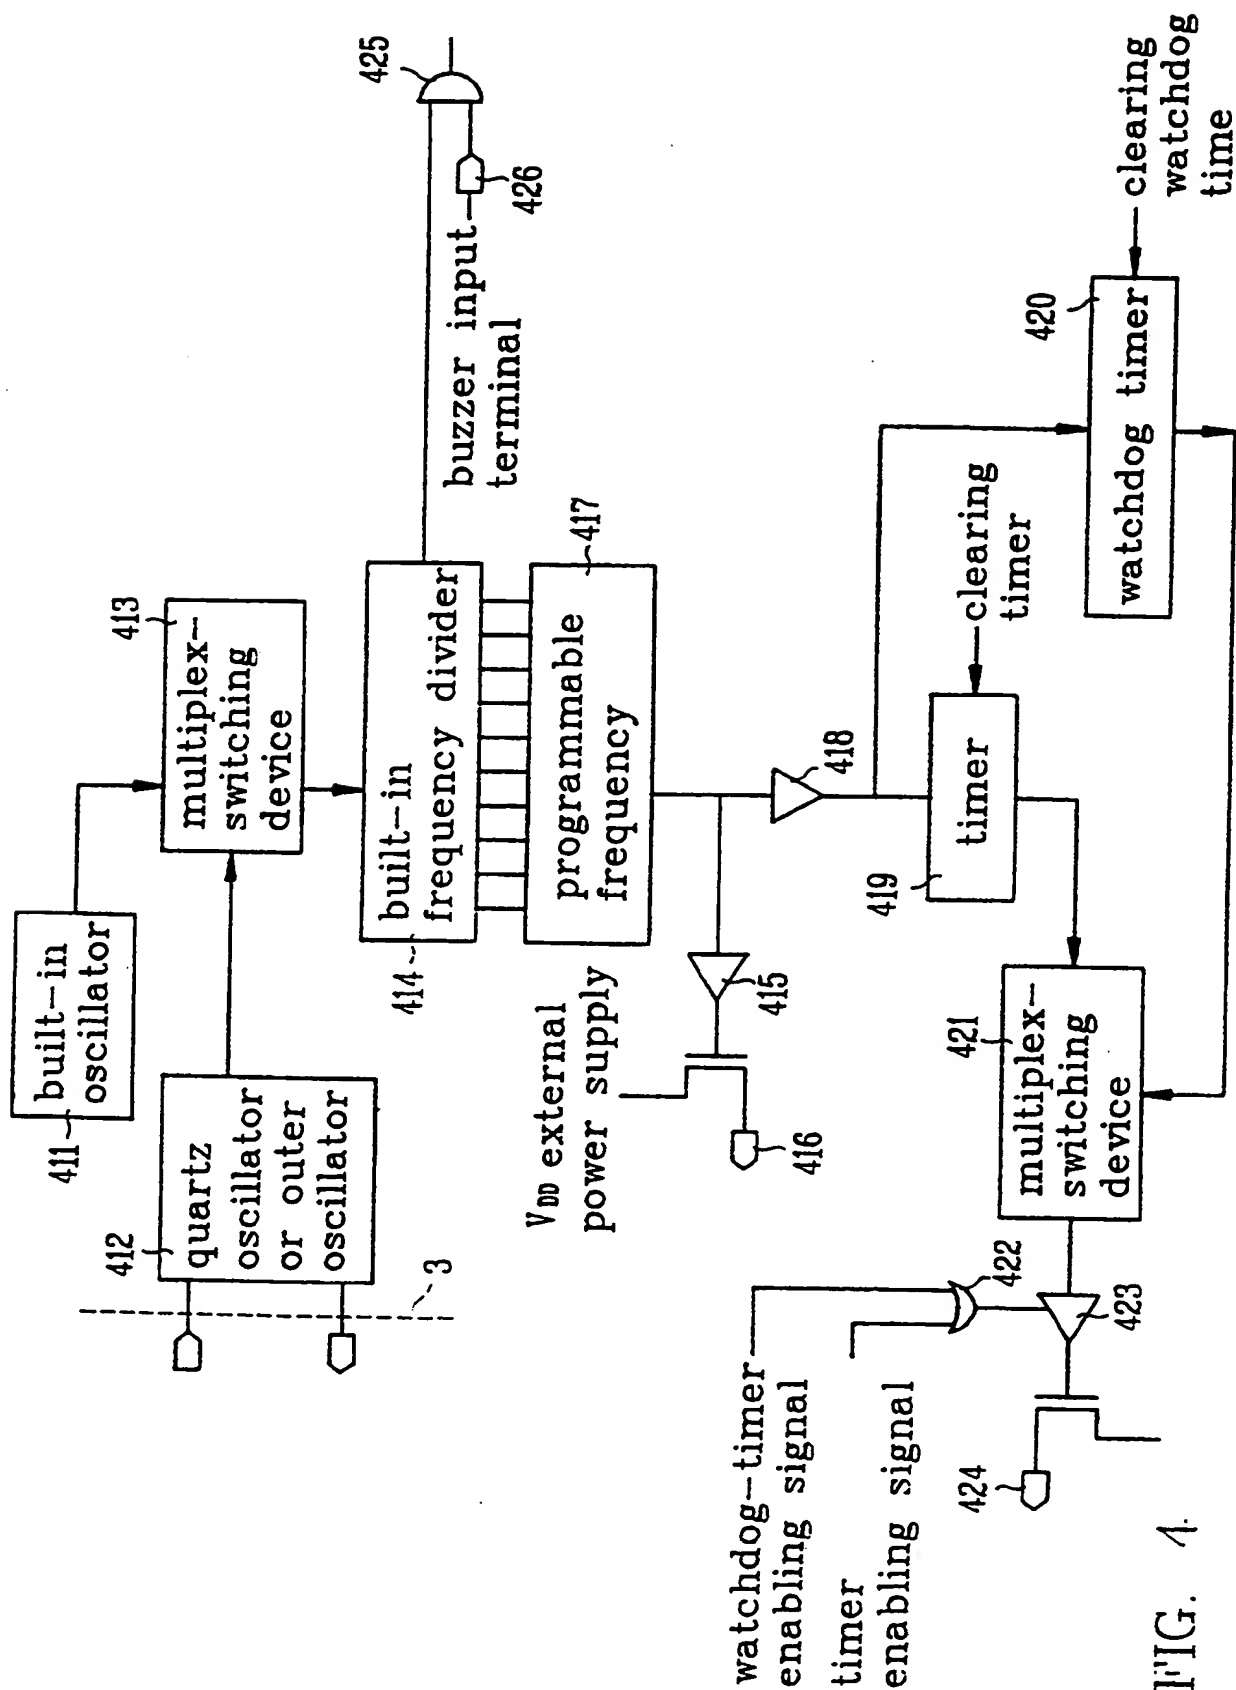 411
built-in
oscillator
412
quartz
oscillator
or outer
oscillator
3
413
multiplex-
switching
device
414
built-in
frequency divider
425
426
buzzer input
terminal
417
programmable
frequency
VDD external
power supply
415
416
418
419
timer
clearing
timer
420
watchdog timer
clearing
watchdog
time
421
multiplex-
switching
device
422
423
424
watchdog-timer
enabling signal
timer
enabling signal
FIG. 4.